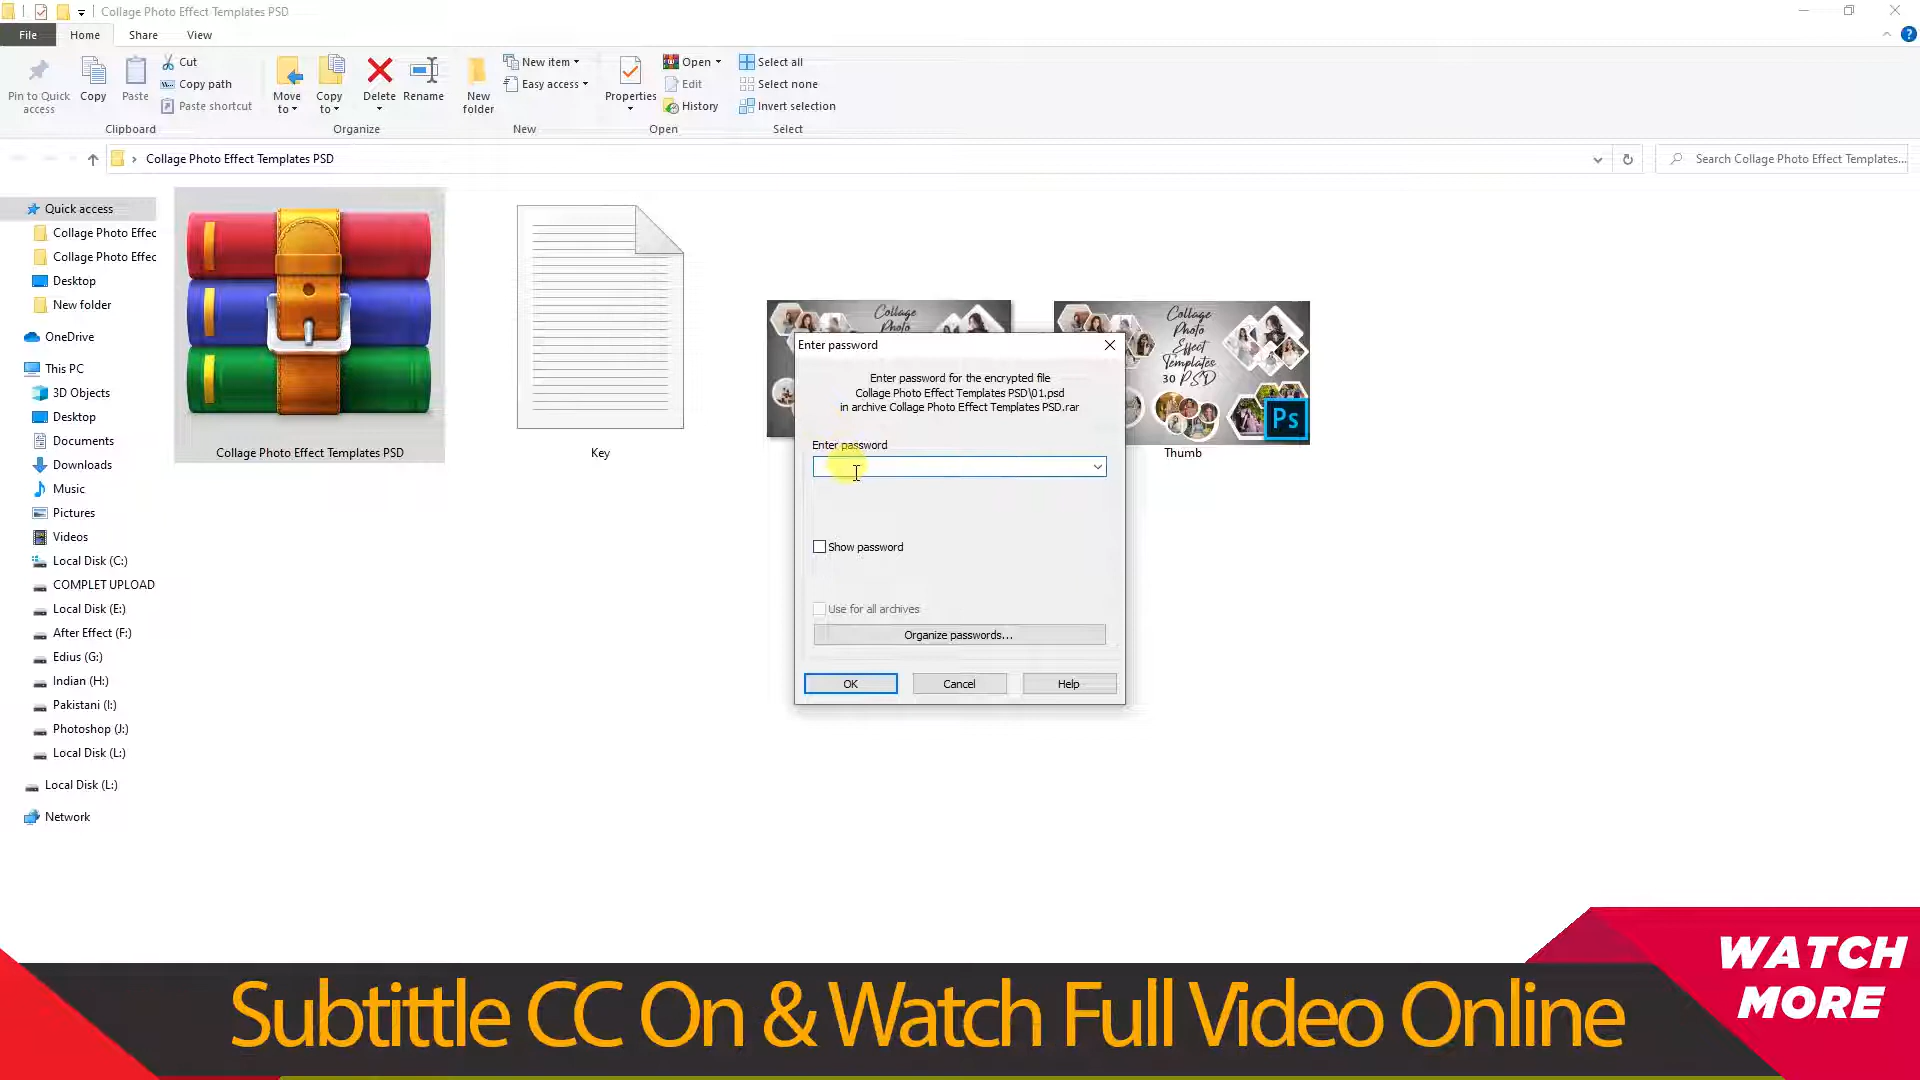 Collage Photo Effect Templates PSD
File Home Share View
Pin to Quick access
Copy
Paste
Cut
Copy path
Paste shortcut
Clipboard
Move to
Copy to
Delete
Rename
Organize
New folder
New item
Easy access
New
Properties
Open
Edit
History
Open
Select all
Select none
Invert selection
Select
Collage Photo Effect Templates PSD
Search Collage Photo Effect Templates...
Quick access
Collage Photo Effec
Collage Photo Effec
Desktop
New folder
OneDrive
This PC
3D Objects
Desktop
Documents
Downloads
Music
Pictures
Videos
Local Disk (C:)
COMPLET UPLOAD
Local Disk (E:)
After Effect (F:)
Edius (G:)
Indian (H:)
Pakistani (I:)
Photoshop (J:)
Local Disk (L:)
Local Disk (L:)
Network
Collage Photo Effect Templates PSD
Key
Collage
Photo
Collage
Photo
Effect
Templates
30 PSD
Ps
Thumb
Enter password
Enter password for the encrypted file
Collage Photo Effect Templates PSD\01.psd
in archive Collage Photo Effect Templates PSD.rar
Enter password
Show password
Use for all archives
Organize passwords...
OK Cancel Help
WATCH
MORE
Subtittle CC On & Watch Full Video Online